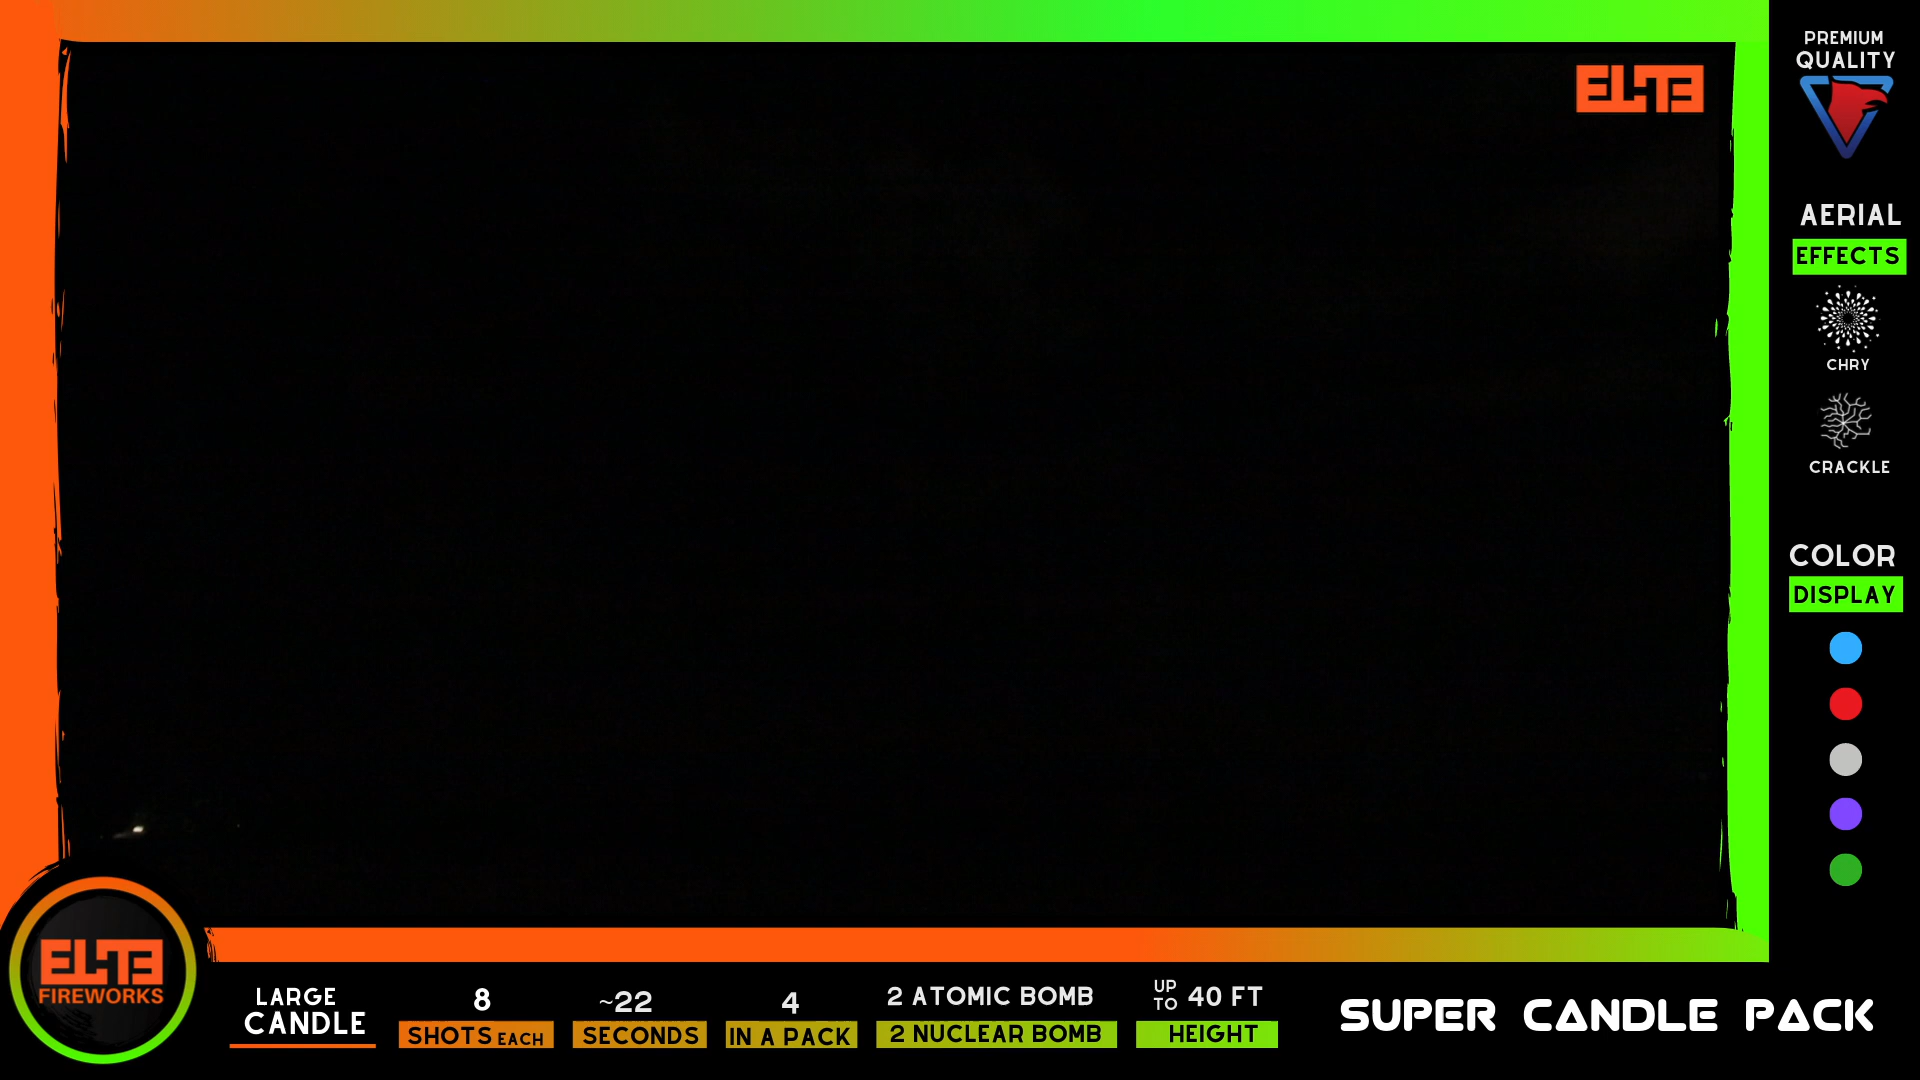 ELITE
PREMIUM
QUALITY
AERIAL
EFFECTS
CHRY
CRACKLE
COLOR
DISPLAY
ELITE
FIREWORKS
LARGE
CANDLE
8
SHOTS EACH
~22
SECONDS
4
IN A PACK
2 ATOMIC BOMB
2 NUCLEAR BOMB
UP TO 40 FT
HEIGHT
SUPER CANDLE PACK